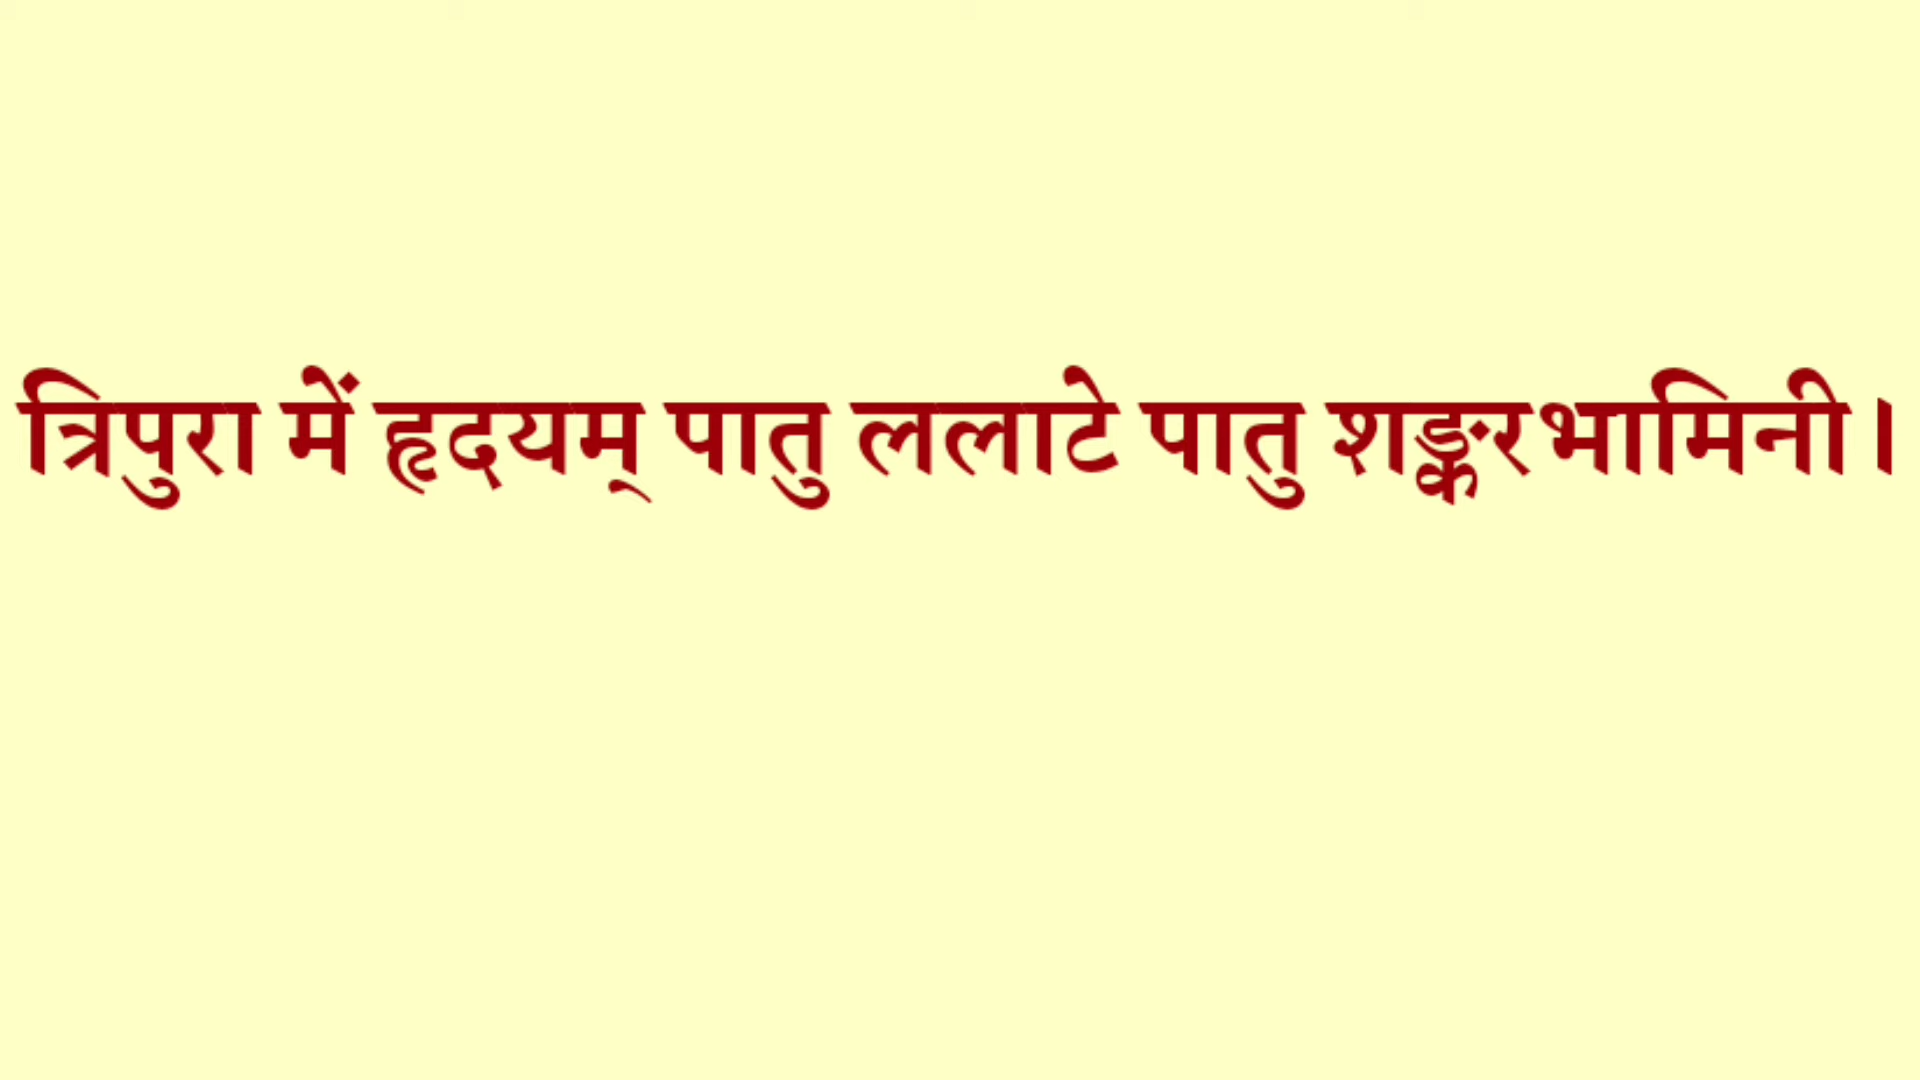 त्रिपुरा में हृदयम् पातु ललाटे पातु शङ्करभामिनी।